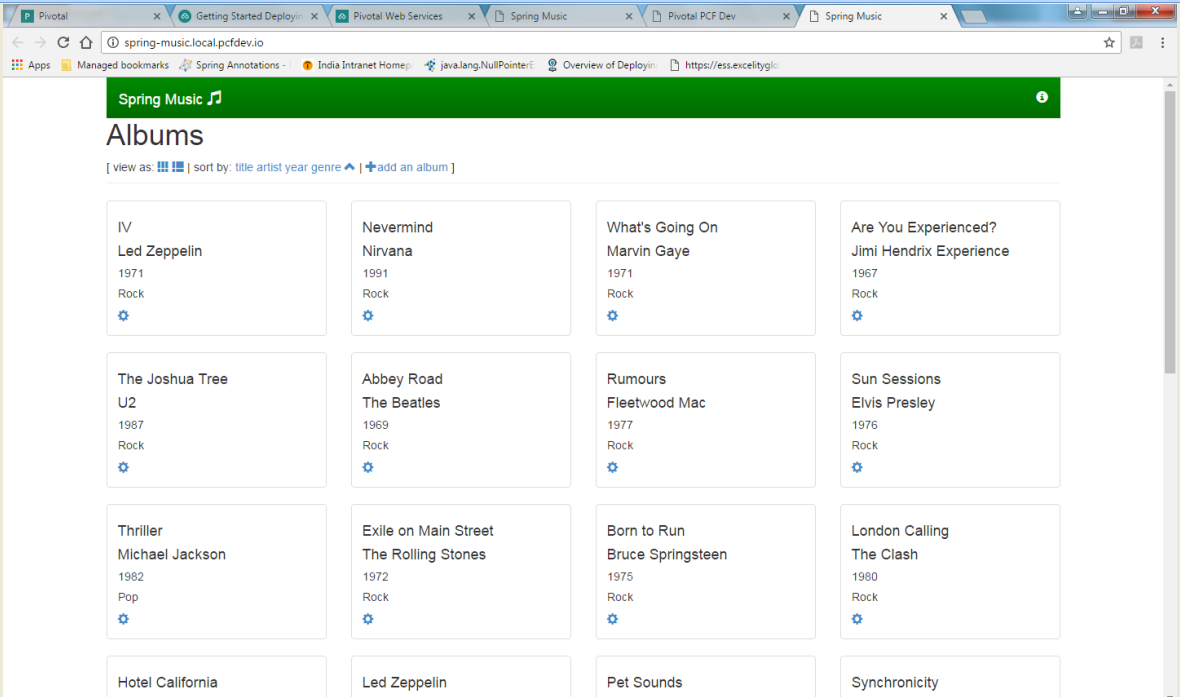 Pivotal
Getting Started Deployin
Pivotal Web Services
Spring Music
Pivotal PCF Dev
Spring Music
spring-music.local.pcfdev.io
Apps
Managed bookmarks
Spring Annotations -
India Intranet Homep
java.lang.NullPointerE
Overview of Deployin
https://ess.excelityglo
Spring Music
Albums
[ view as: | sort by: title artist year genre | add an album ]
IV
Led Zeppelin
1971
Rock
Nevermind
Nirvana
1991
Rock
What's Going On
Marvin Gaye
1971
Rock
Are You Experienced?
Jimi Hendrix Experience
1967
Rock
The Joshua Tree
U2
1987
Rock
Abbey Road
The Beatles
1969
Rock
Rumours
Fleetwood Mac
1977
Rock
Sun Sessions
Elvis Presley
1976
Rock
Thriller
Michael Jackson
1982
Pop
Exile on Main Street
The Rolling Stones
1972
Rock
Born to Run
Bruce Springsteen
1975
Rock
London Calling
The Clash
1980
Rock
Hotel California
Led Zeppelin
Pet Sounds
Synchronicity